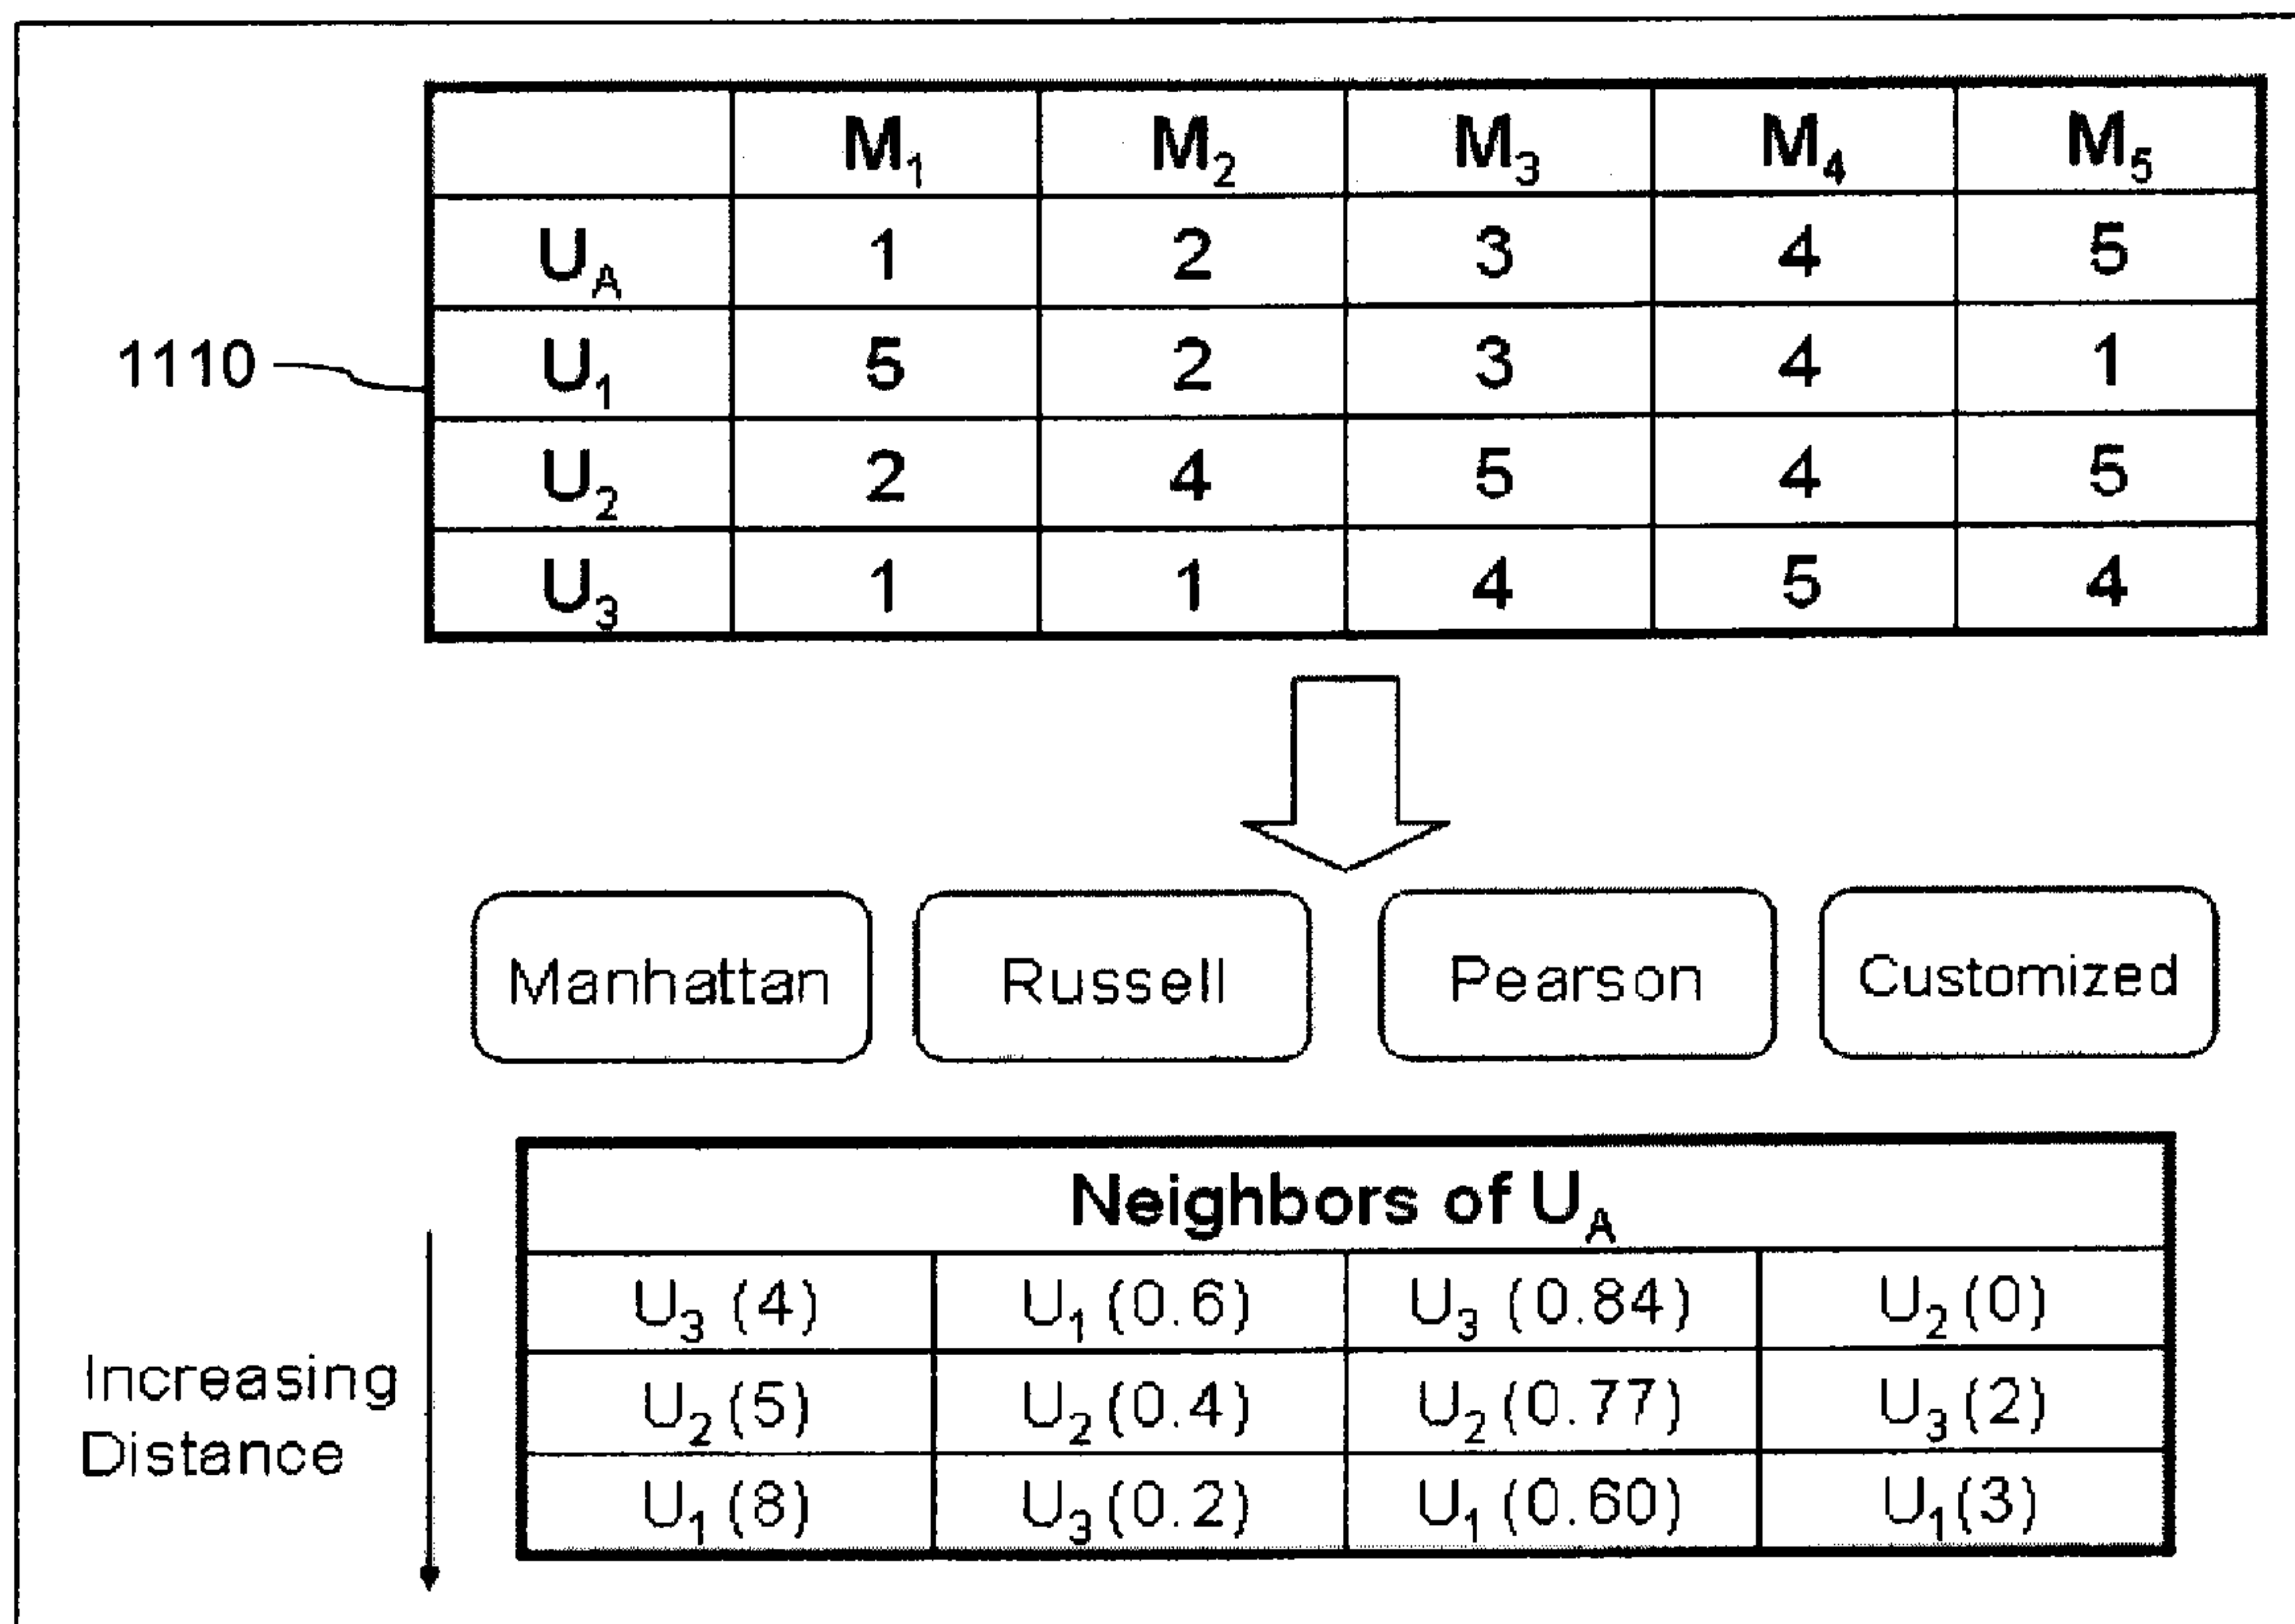 M1 M2 M3 M4 M5
UA 1 2 3 4 5
1110 U1 5 2 3 4 1
U2 2 4 5 4 5
U3 1 1 4 5 4
Manhattan Russell Pearson Customized
Neighbors of UA
U3 (4) U1 (0.6) U3 (0.84) U2 (0)
Increasing
Distance
U2 (5) U2 (0.4) U2 (0.77) U3 (2)
U1 (8) U3 (0.2) U1 (0.60) U1 (3)